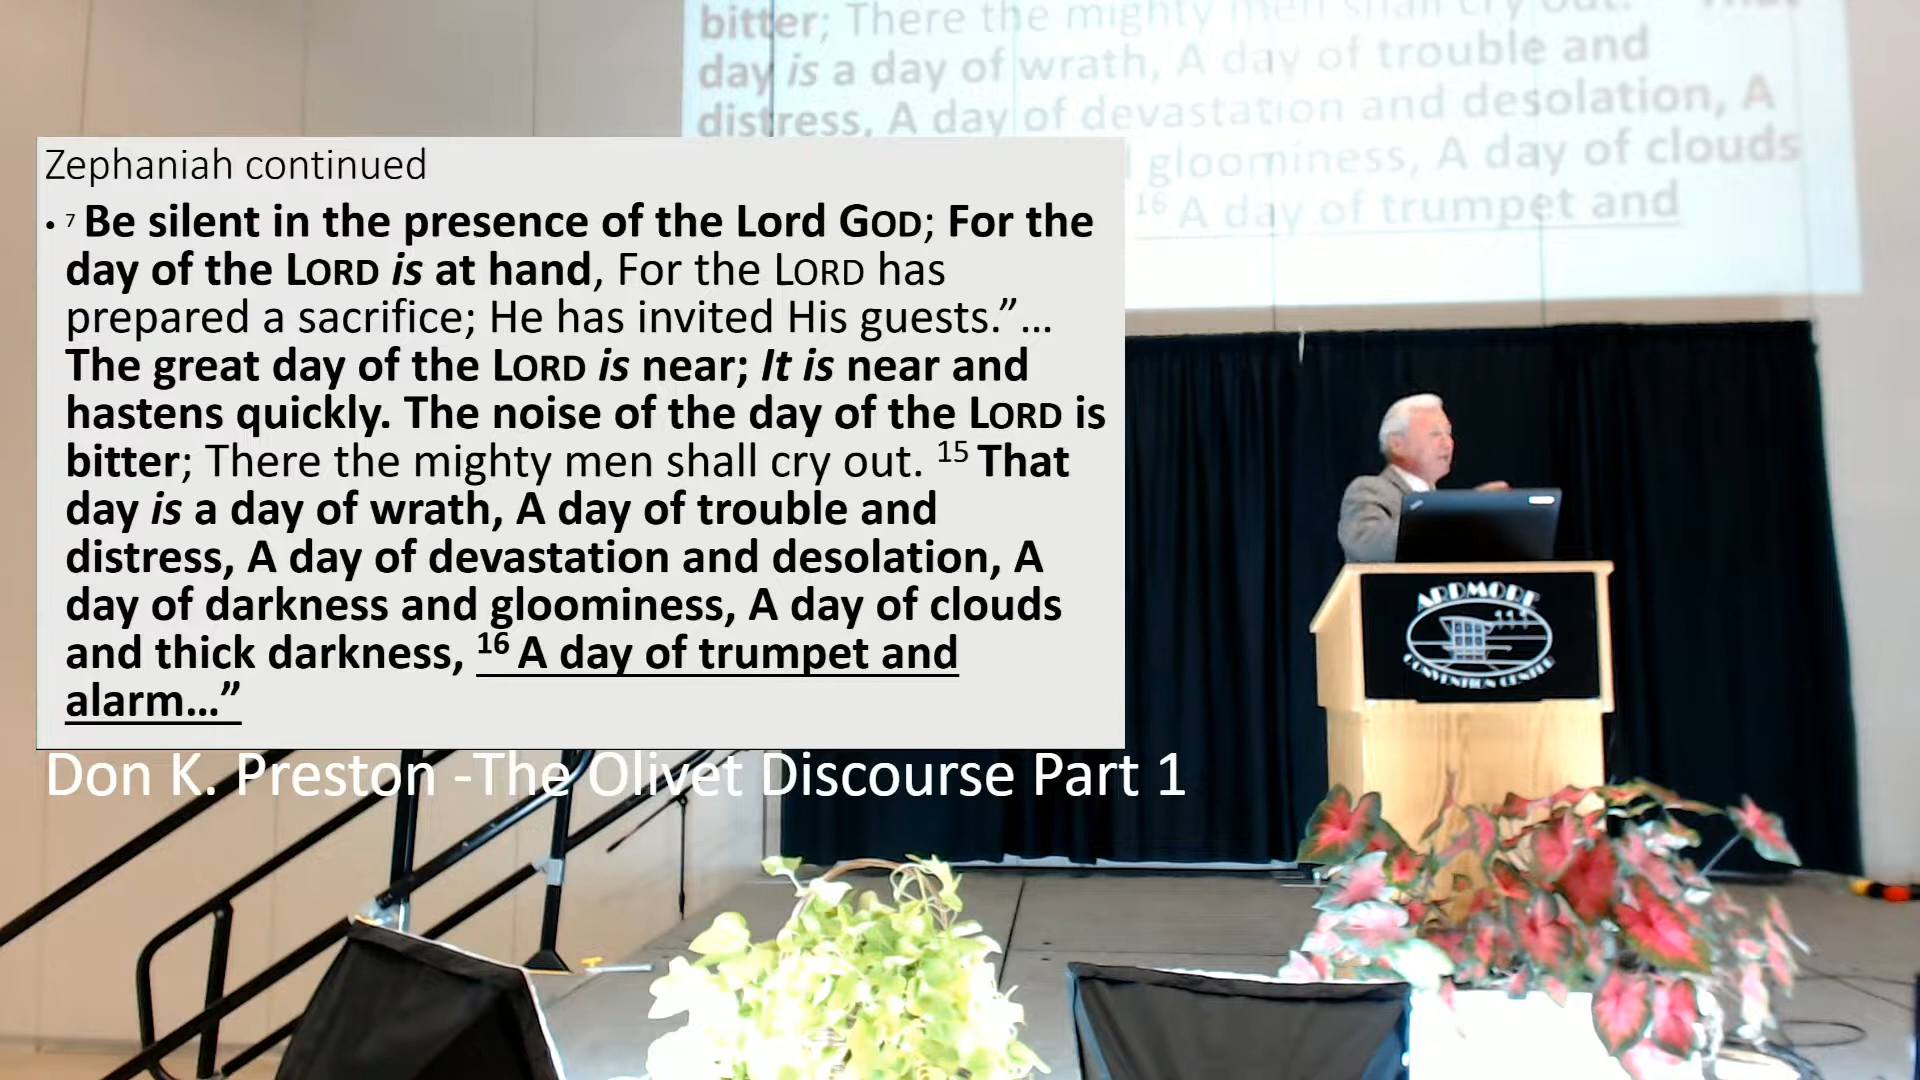 bitter; There the mighty men shall cry out. That
day is a day of wrath, A day of trouble and
distress, A day of devastation and desolation, A
gloominess, A day of clouds
16 A day of trumpet and
Zephaniah continued
• 7 Be silent in the presence of the Lord GOD; For the
day of the LORD is at hand, For the LORD has
prepared a sacrifice; He has invited His guests.”…
The great day of the LORD is near; It is near and
hastens quickly. The noise of the day of the LORD is
bitter; There the mighty men shall cry out. 15 That
day is a day of wrath, A day of trouble and
distress, A day of devastation and desolation, A
day of darkness and gloominess, A day of clouds
and thick darkness, 16 A day of trumpet and
alarm…”
Don K. Preston -The Olivet Discourse Part 1
ARDMORE
CONVENTION CENTER